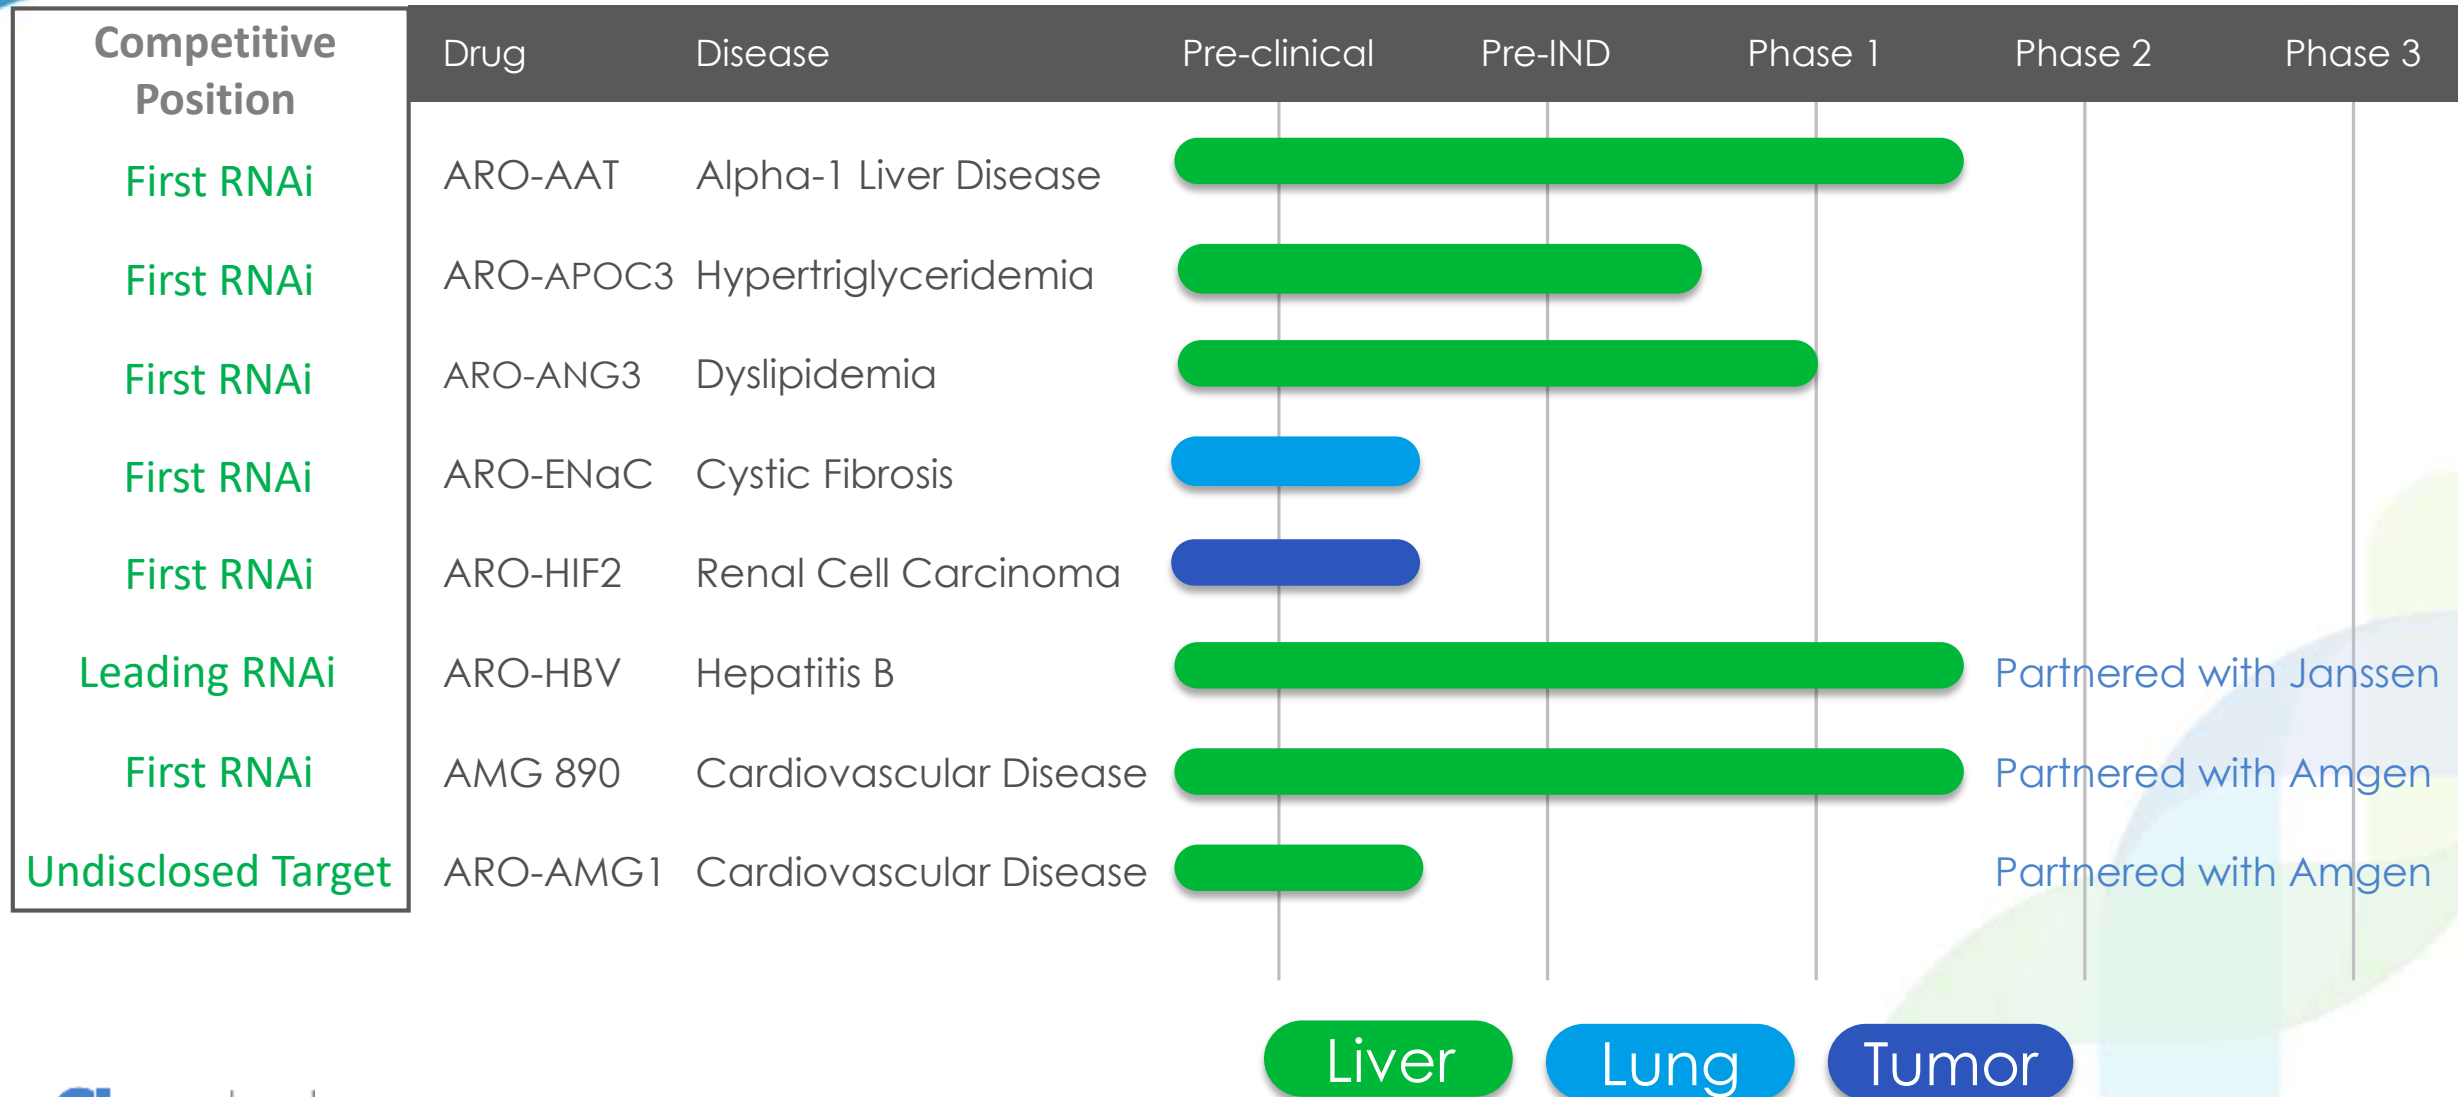 Competitive
Position
Drug Disease Pre-clinical Pre-IND Phase 1 Phase 2 Phase 3
First RNAi ARO-AAT Alpha-1 Liver Disease
First RNAi ARO-APOC3 Hypertriglyceridemia
First RNAi ARO-ANG3 Dyslipidemia
First RNAi ARO-ENaC Cystic Fibrosis
First RNAi ARO-HIF2 Renal Cell Carcinoma
Leading RNAi ARO-HBV Hepatitis B Partnered with Janssen
First RNAi AMG 890 Cardiovascular Disease Partnered with Amgen
Undisclosed Target ARO-AMG1 Cardiovascular Disease Partnered with Amgen
Liver Lung Tumor